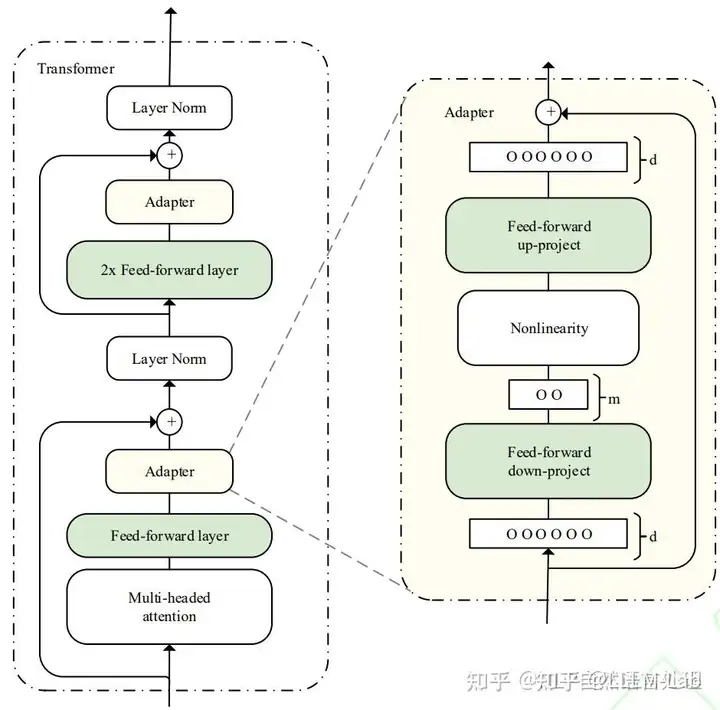 Transformer
Layer Norm
+
Adapter
2x Feed-forward layer
Layer Norm
+
Adapter
Feed-forward layer
Multi-headed
attention
Adapter
+
O O O O O O
d
Feed-forward
up-project
Nonlinearity
O O
m
Feed-forward
down-project
O O O O O O
d
知乎